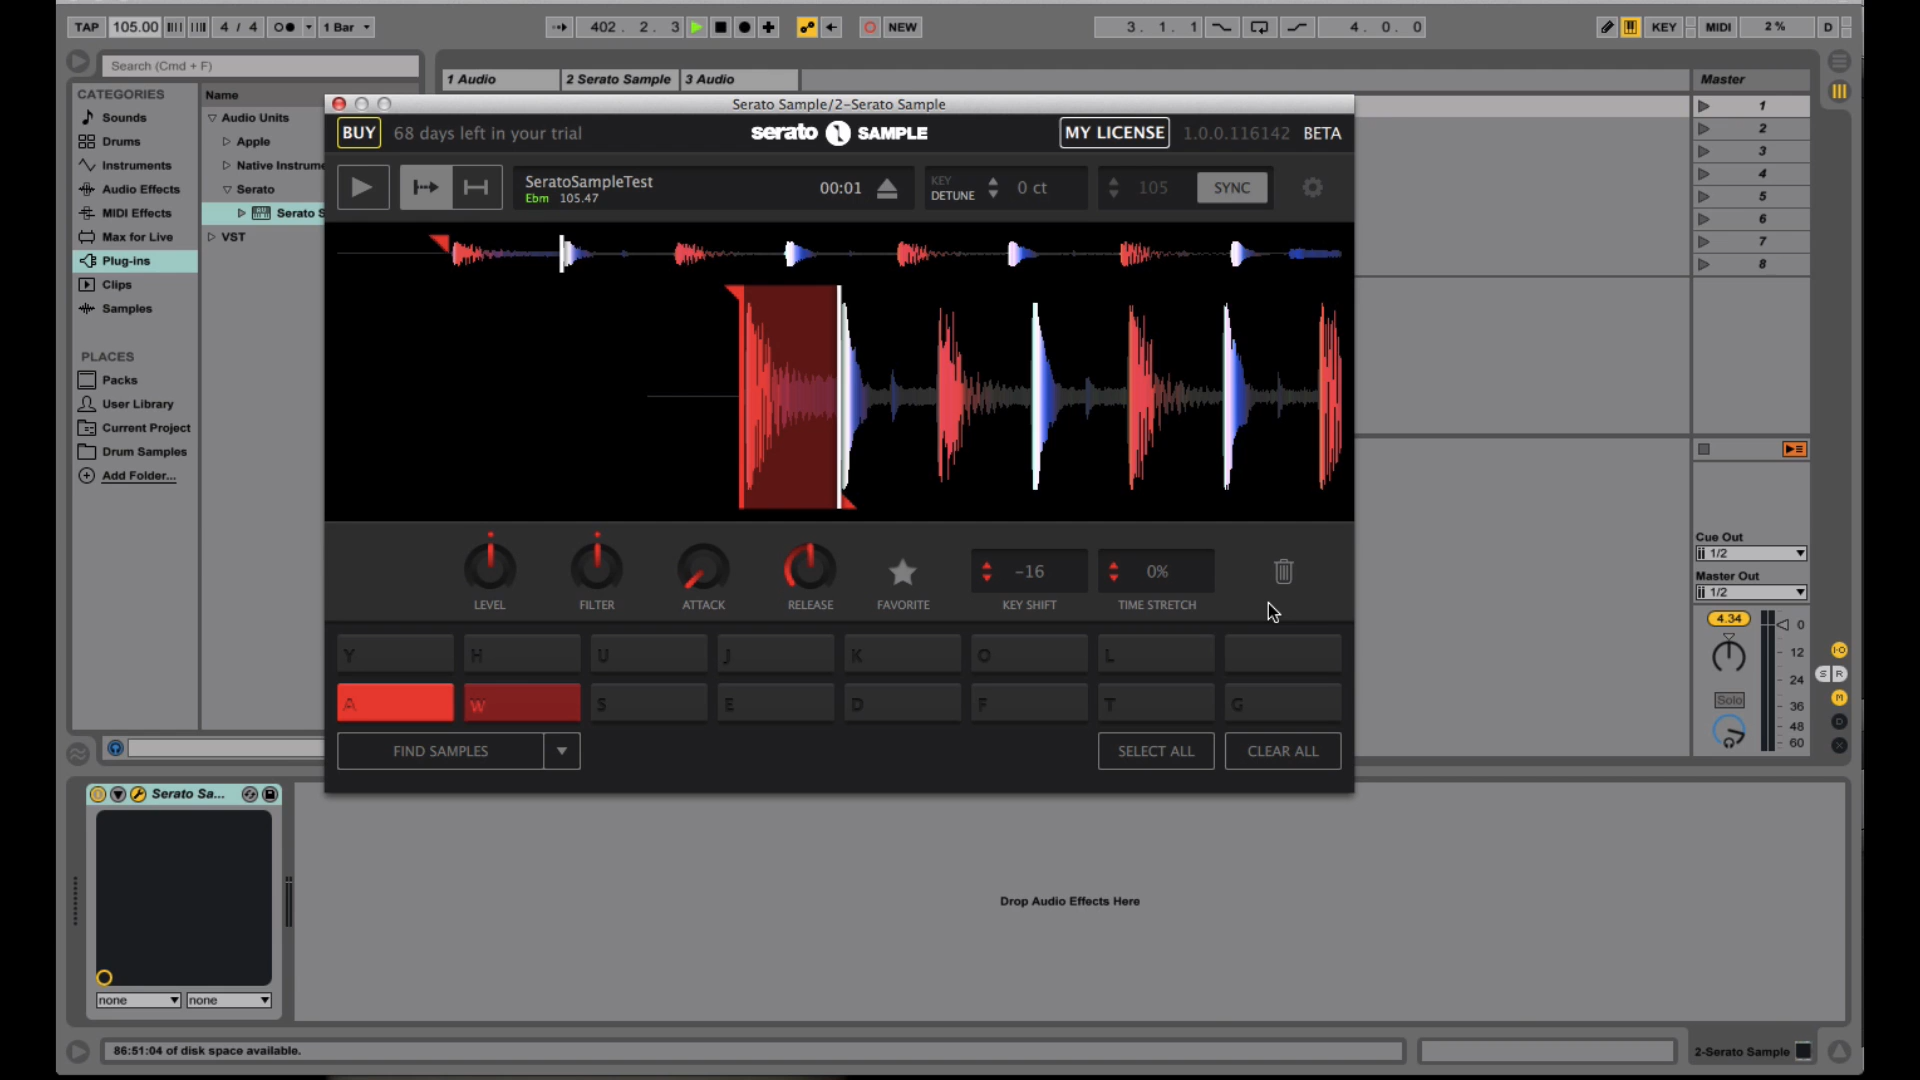 TAP 105.00 4 / 4 1 Bar 402 . 2 . 3 NEW 3 . 1 . 1 4 . 0 . 0 KEY MIDI 2 % D
Search (Cmd + F)
1 Audio 2 Serato Sample 3 Audio Master
CATEGORIES
Sounds
Drums
Instruments
Audio Effects
MIDI Effects
Max for Live
Plug-ins
Clips
Samples
PLACES
Packs
User Library
Current Project
Drum Samples
Add Folder...
Name
Audio Units
Apple
Native Instrume
Serato
Serato S
VST
Serato Sample/2-Serato Sample
BUY 68 days left in your trial serato SAMPLE MY LICENSE 1.0.0.116142 BETA
SeratoSampleTest
Ebm 105.47
00:01
KEY
DETUNE
0 ct
105
SYNC
-16
0%
LEVEL FILTER ATTACK RELEASE FAVORITE KEY SHIFT TIME STRETCH
Y H U J K O L
A W S E D F T G
FIND SAMPLES SELECT ALL CLEAR ALL
1
2
3
4
5
6
7
8
Cue Out
ii 1/2
Master Out
ii 1/2
4.34
0
12
24
36
48
60
Solo
I-O
S R
M
D
X
Serato Sa...
none none
Drop Audio Effects Here
86:51:04 of disk space available.
2-Serato Sample